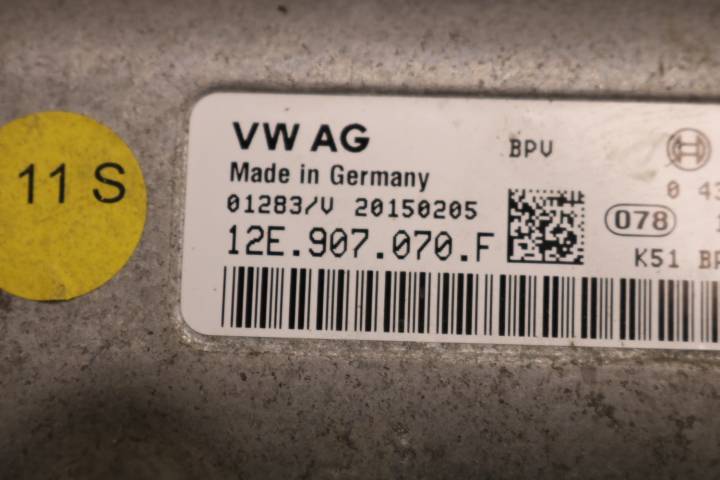 11 S
VW AG
BPV
Made in Germany
01283/V 20150205
078
12E.907.070.F
K51